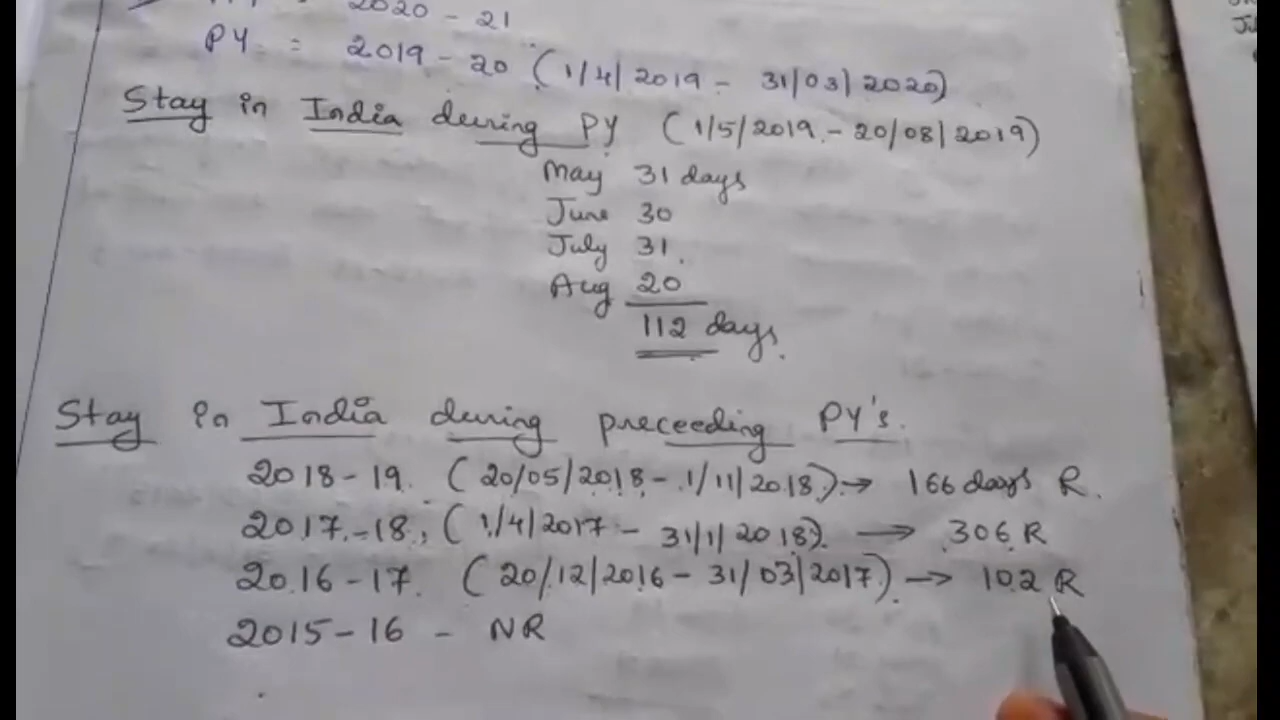 2020-21
PY = 2019-20 (1/4/2019 - 31/03/2020)
Stay in India during PY (1/5/2019 - 20/08/2019)
May 31 days
June 30
July 31
Aug 20
112 days.
Stay in India during preceeding PY's.
2018-19. (20/05/2018 - 1/11/2018) → 166 days R.
2017-18, (1/4/2017 - 31/1/2018) → 306 R
2016-17. (20/12/2016 - 31/03/2017) → 102 R
2015-16 - NR